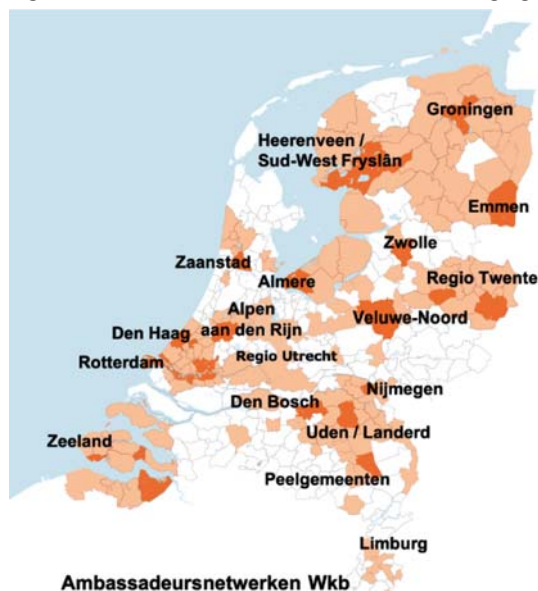 Groningen
Heerenveen /
Sud-West Fryslân
Emmen
Zwolle
Zaanstad
Regio Twente
Almere
Alpen
aan den Rijn
Veluwe-Noord
Den Haag
Regio Utrecht
Rotterdam
Nijmegen
Den Bosch
Uden / Landerd
Zeeland
Peelgemeenten
Limburg
Ambassadeursnetwerken Wkb